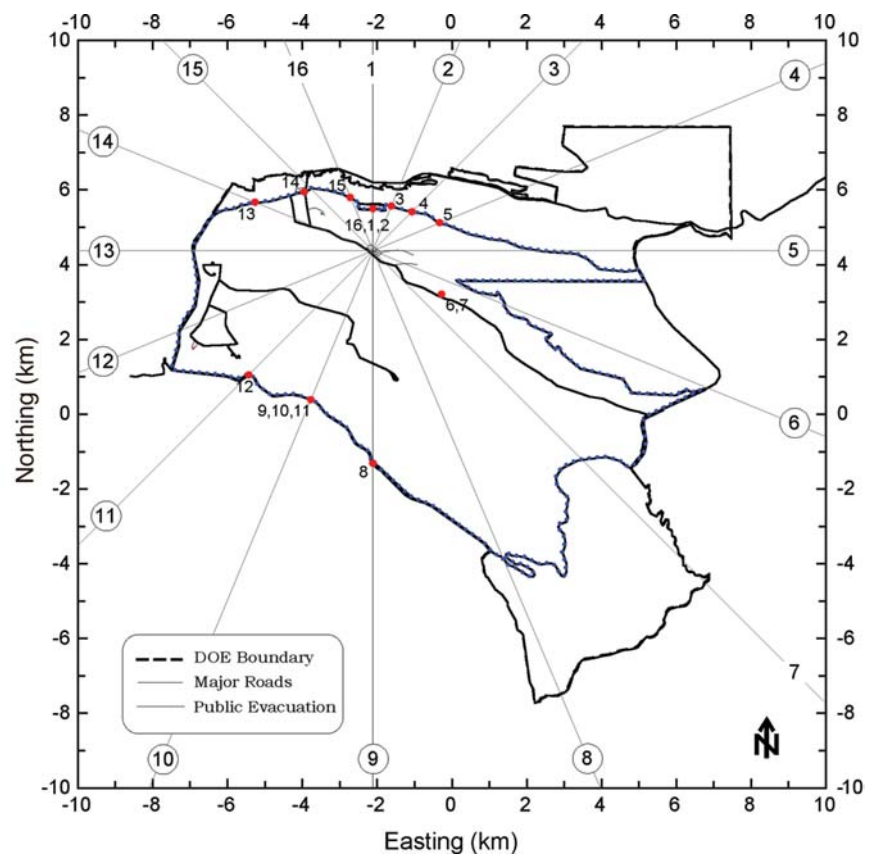 -10 -8 -6 -4 -2 0 2 4 6 8 10
10 10
15 16 1 2 3
4
8 8
14
6 6
14 15 3 4 5
13 16,1,2
13 5
4 4
6,7
12
2 2
12
9,10,11
0 0
6
8
-2 -2
11
-4 -4
-6 -6
DOE Boundary
Major Roads
Public Evacuation
7
-8 -8
N
10 9 8
-10 -10
-10 -8 -6 -4 -2 0 2 4 6 8 10
Northing (km)
Easting (km)